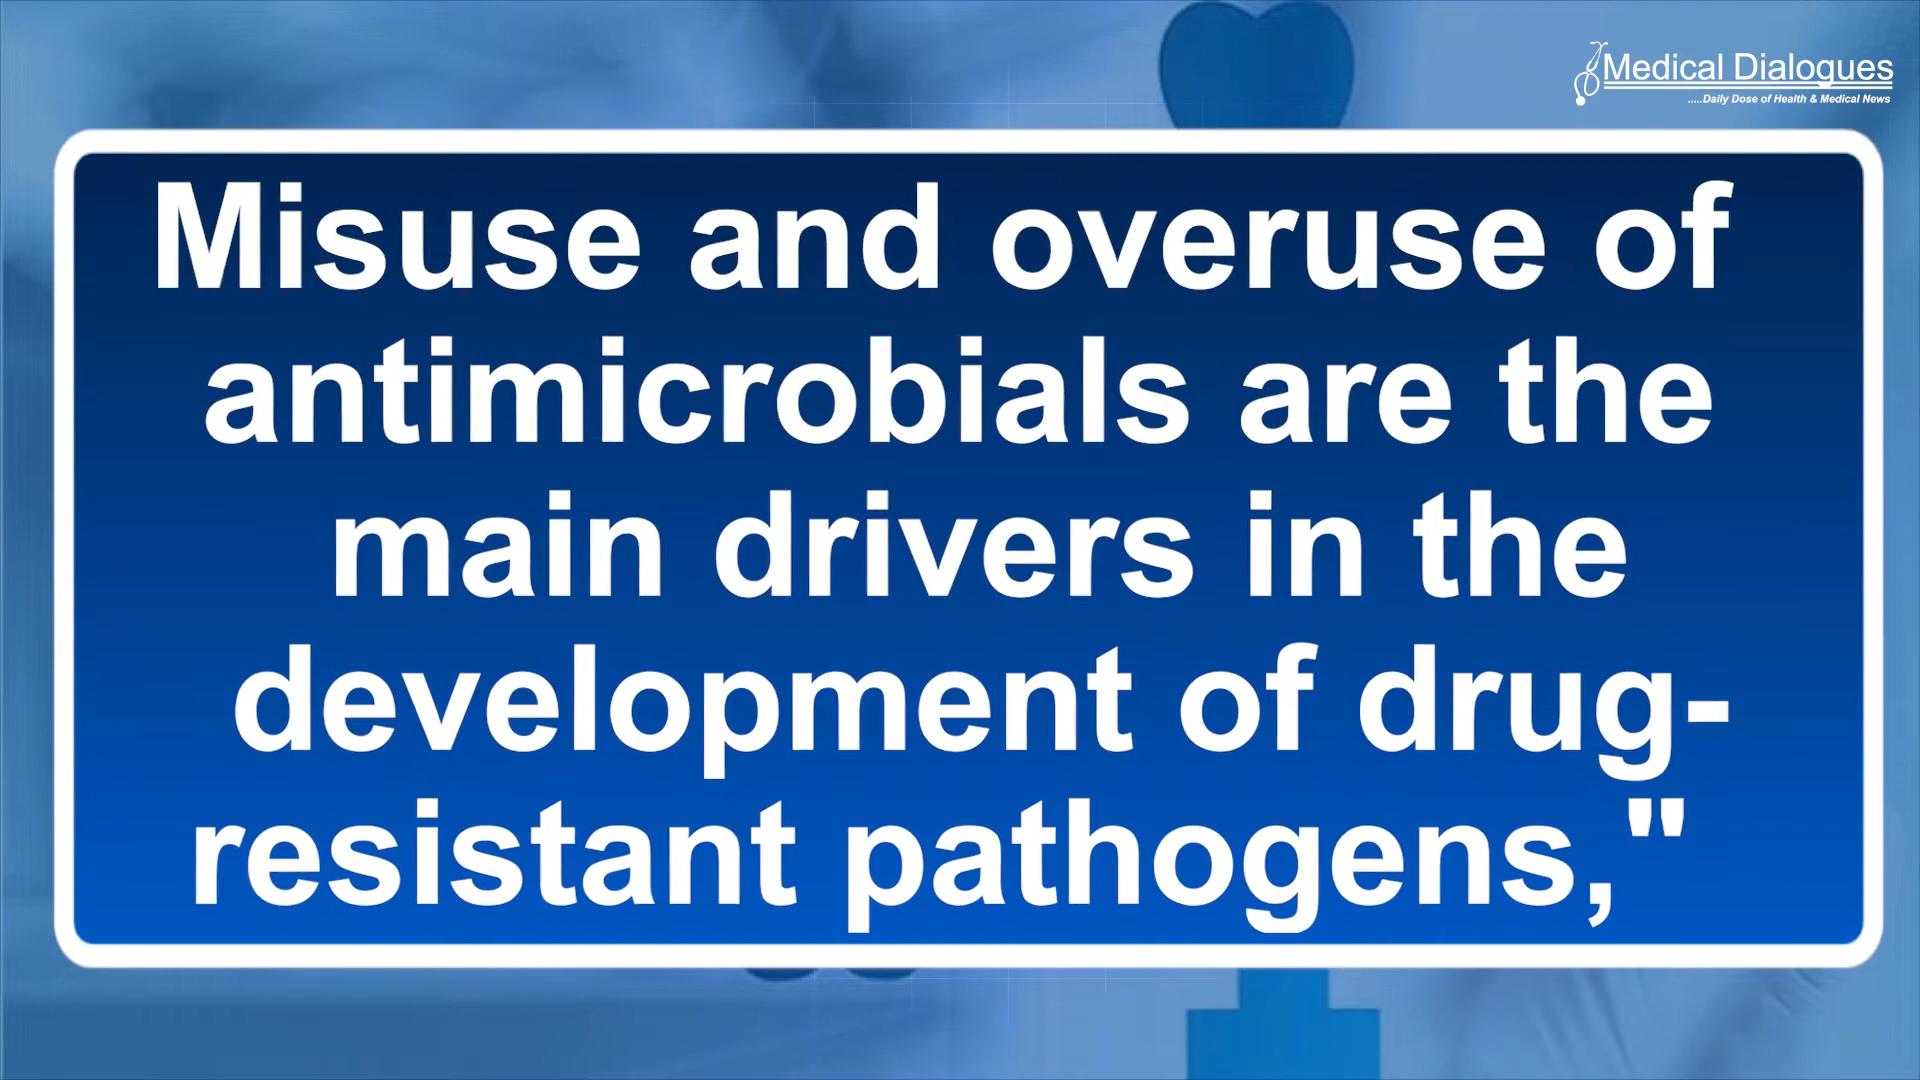 Medical Dialogues
.....Daily Dose of Health & Medical News
Misuse and overuse of
antimicrobials are the
main drivers in the
development of drug-
resistant pathogens,"